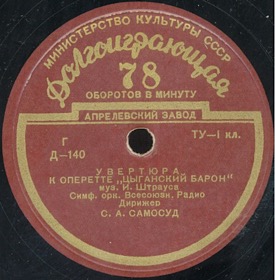 МИНИСТЕРСТВО КУЛЬТУРЫ СССР
Долгоиграющая
78
ОБОРОТОВ В МИНУТУ
АПРЕЛЕВСКИЙ ЗАВОД
Г
Д-140
ТУ-1 кл.
УВЕРТЮРА
К ОПЕРЕТТЕ „ЦЫГАНСКИЙ БАРОН"
муз. И. Штрауса
Симф. орк. Всесоюзн. Радио
Дирижер
С. А. САМОСУД